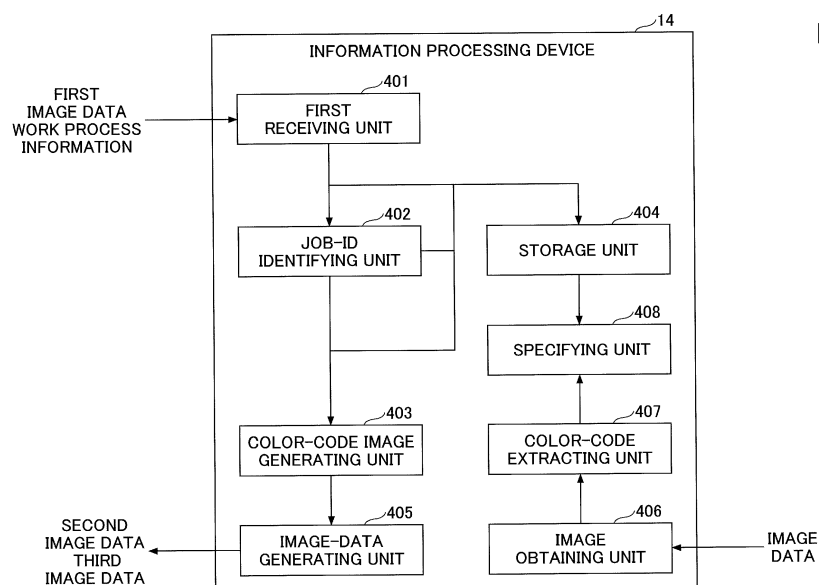 14
INFORMATION PROCESSING DEVICE
401
FIRST
IMAGE DATA
WORK PROCESS
INFORMATION
FIRST
RECEIVING UNIT
402
JOB-ID
IDENTIFYING UNIT
404
STORAGE UNIT
408
SPECIFYING UNIT
403
COLOR-CODE IMAGE
GENERATING UNIT
407
COLOR-CODE
EXTRACTING UNIT
405
SECOND
IMAGE DATA
THIRD
IMAGE DATA
IMAGE-DATA
GENERATING UNIT
406
IMAGE
OBTAINING UNIT
IMAGE
DATA